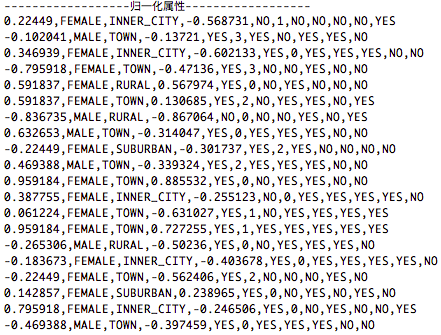 -----------------归一化属性-----------------
0.22449,FEMALE,INNER_CITY,-0.568731,NO,1,NO,NO,NO,NO,YES
-0.102041,MALE,TOWN,-0.13721,YES,3,YES,NO,YES,YES,NO
0.346939,FEMALE,INNER_CITY,-0.602133,YES,0,YES,YES,YES,NO,NO
-0.795918,FEMALE,TOWN,-0.47136,YES,3,NO,NO,YES,NO,NO
0.591837,FEMALE,RURAL,0.567974,YES,0,NO,YES,NO,NO,NO
0.591837,FEMALE,TOWN,0.130685,YES,2,NO,YES,YES,NO,YES
-0.836735,MALE,RURAL,-0.867064,NO,0,NO,NO,YES,NO,YES
0.632653,MALE,TOWN,-0.314047,YES,0,YES,YES,YES,NO,NO
-0.22449,FEMALE,SUBURBAN,-0.301737,YES,2,YES,NO,NO,NO,NO
0.469388,MALE,TOWN,-0.339324,YES,2,YES,YES,YES,NO,NO
0.959184,FEMALE,TOWN,0.885532,YES,0,NO,YES,YES,NO,NO
0.387755,FEMALE,INNER_CITY,-0.255123,NO,0,YES,YES,YES,YES,NO
0.061224,FEMALE,TOWN,-0.631027,YES,1,NO,YES,YES,YES,YES
0.959184,FEMALE,TOWN,0.727255,YES,1,YES,YES,YES,YES,YES
-0.265306,MALE,RURAL,-0.50236,YES,0,NO,YES,YES,YES,NO
-0.183673,FEMALE,INNER_CITY,-0.403678,YES,0,YES,YES,YES,YES,NO
-0.22449,MALE,TOWN,-0.562406,YES,2,NO,NO,NO,YES,NO
0.142857,FEMALE,SUBURBAN,0.238965,YES,0,NO,YES,NO,YES,NO
0.795918,FEMALE,INNER_CITY,-0.246506,YES,0,NO,YES,NO,NO,YES
-0.469388,MALE,TOWN,-0.397459,YES,0,YES,YES,YES,NO,NO